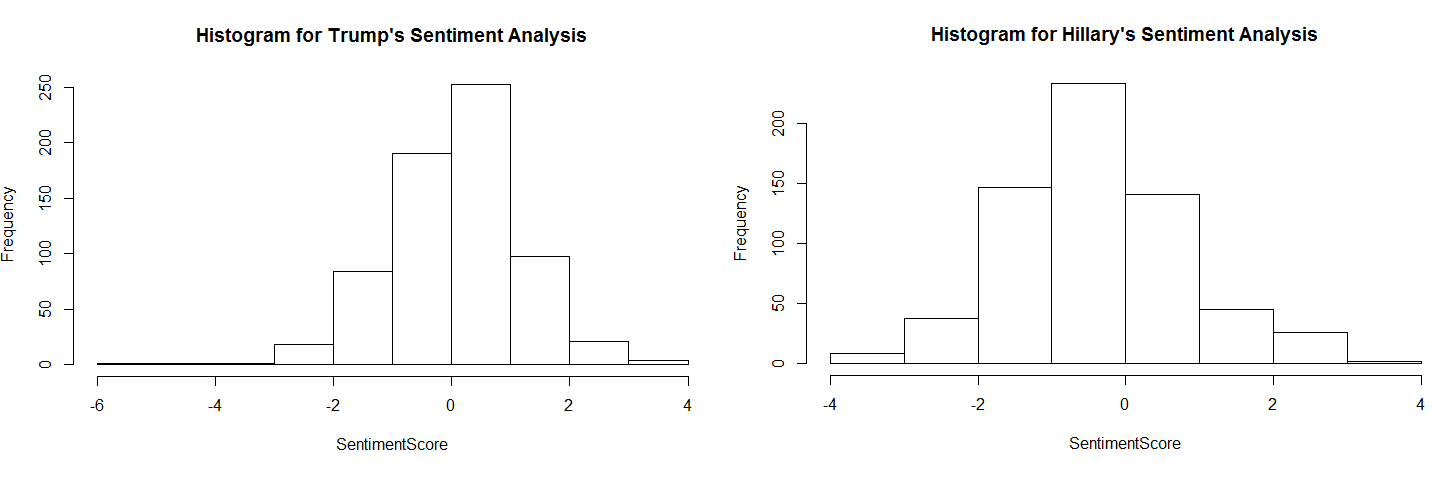 Histogram for Trump's Sentiment Analysis
Frequency
250
200
150
100
50
0
-6 -4 -2 0 2 4
SentimentScore
Histogram for Hillary's Sentiment Analysis
Frequency
200
150
100
50
0
-4 -2 0 2 4
SentimentScore